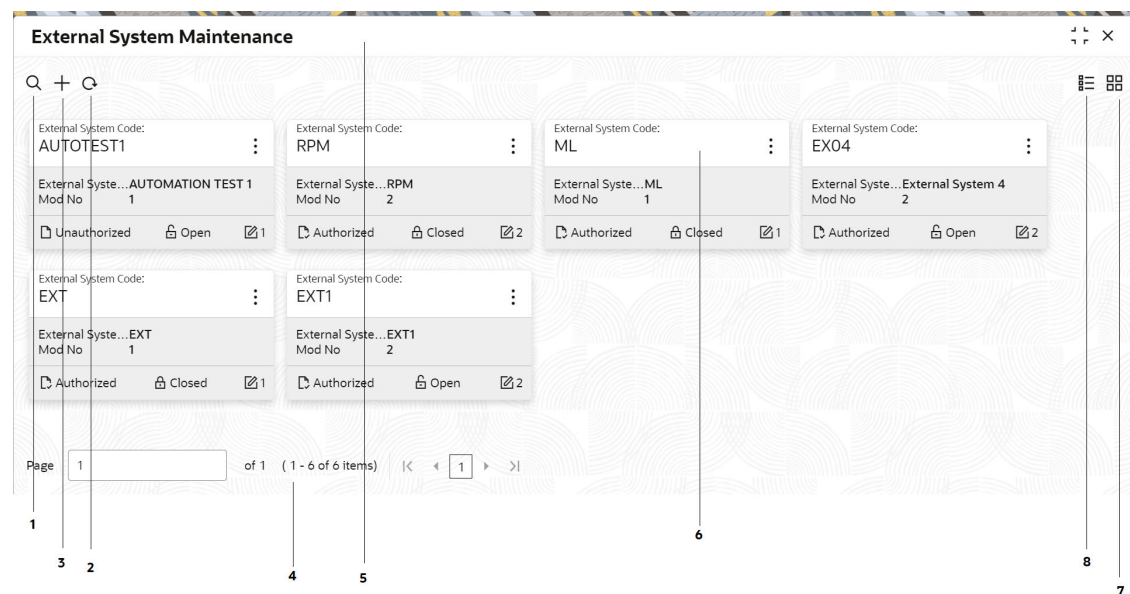 External System Maintenance
External System Code:
AUTOTEST1
External Syste...AUTOMATION TEST 1
Mod No 1
Unauthorized Open 1
External System Code:
RPM
External Syste...RPM
Mod No 2
Authorized Closed 2
External System Code:
ML
External Syste...ML
Mod No 1
Authorized Closed 1
External System Code:
EX04
External Syste...External System 4
Mod No 2
Authorized Open 2
External System Code:
EXT
External Syste...EXT
Mod No 1
Authorized Closed 1
External System Code:
EXT1
External Syste...EXT1
Mod No 2
Authorized Open 2
Page 1 of 1 ( 1 - 6 of 6 items) 1
1
6
3
2
4
5
8
7